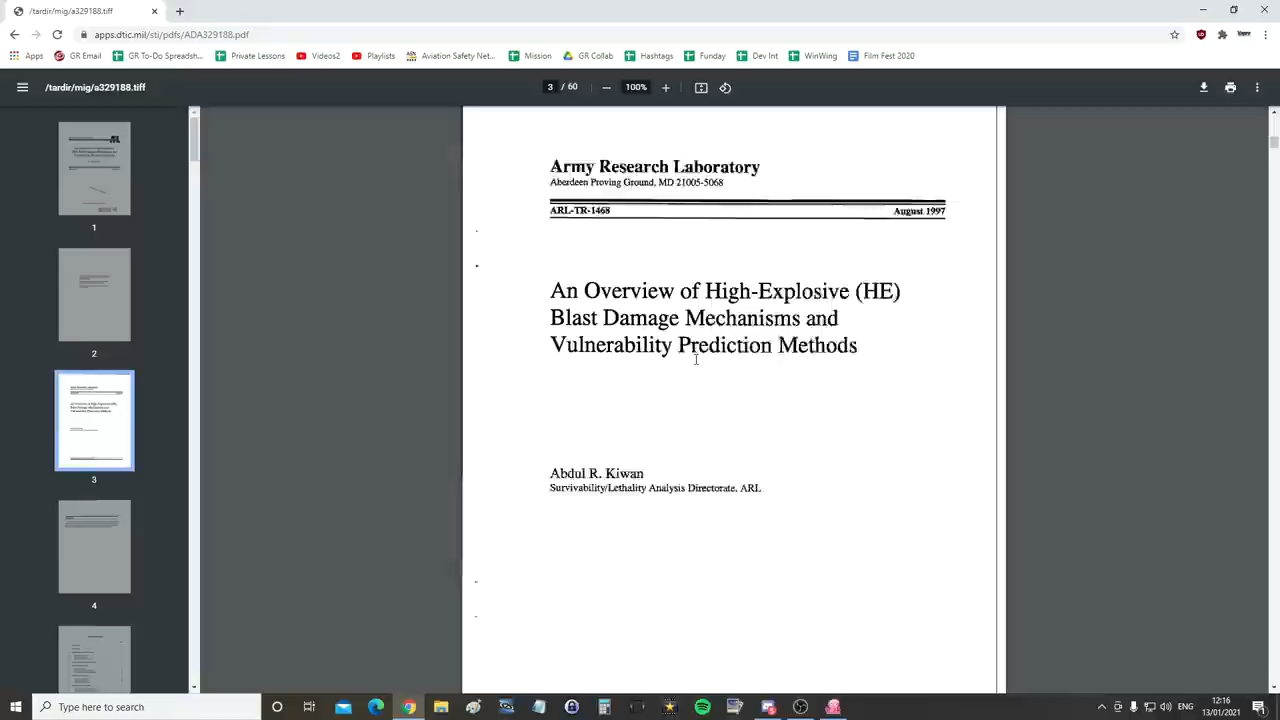 /tardir/mig/a329188.tiff
apps.dtic.mil/sti/pdfs/ADA329188.pdf
Apps
GR Email
GR To-Do Spreadsh...
Private Lessons
Videos2
Playlists
Aviation Safety Net...
Mission
GR Collab
Hashtags
Funday
Dev Int
WinWing
Film Fest 2020
/tardir/mig/a329188.tiff
3 / 60
100%
1
2
3
4
Army Research Laboratory
Aberdeen Proving Ground, MD 21005-5068
ARL-TR-1468 August 1997
An Overview of High-Explosive (HE)
Blast Damage Mechanisms and
Vulnerability Prediction Methods
Abdul R. Kiwan
Survivability/Lethality Analysis Directorate, ARL
Type here to search
ENG
12:16
13/01/2021